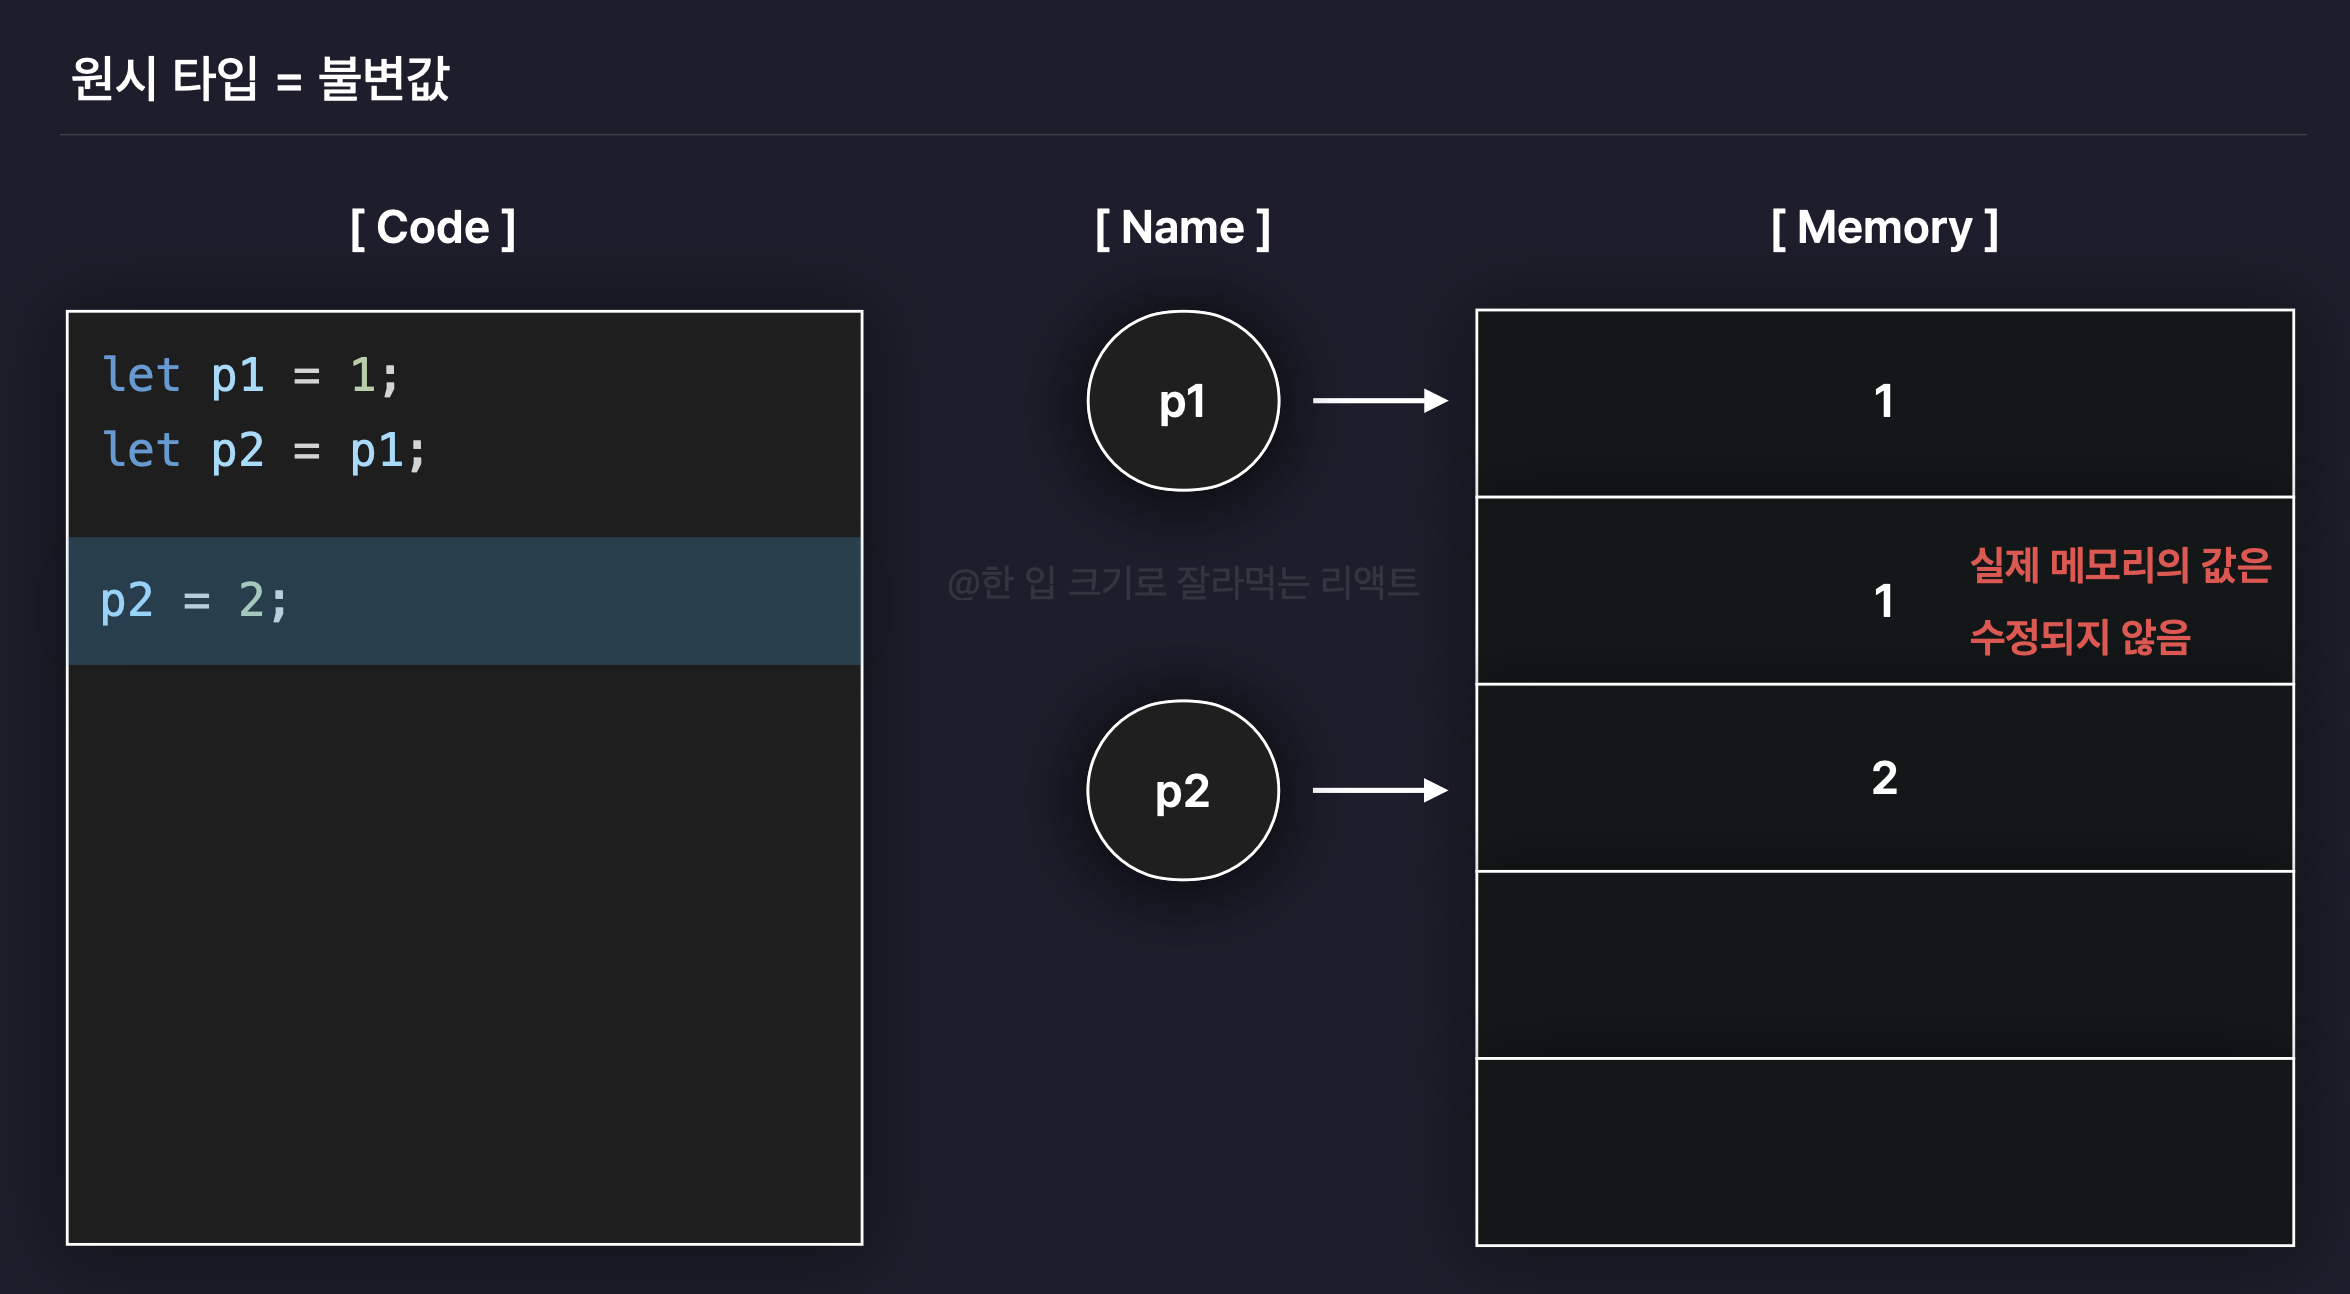 원시 타입 = 불변값
[ Code ]
[ Name ]
[ Memory ]
let p1 = 1;
let p2 = p1;
p2 = 2;
p1
p2
@한 입 크기로 잘라먹는 리액트
1
1
실제 메모리의 값은
수정되지 않음
2